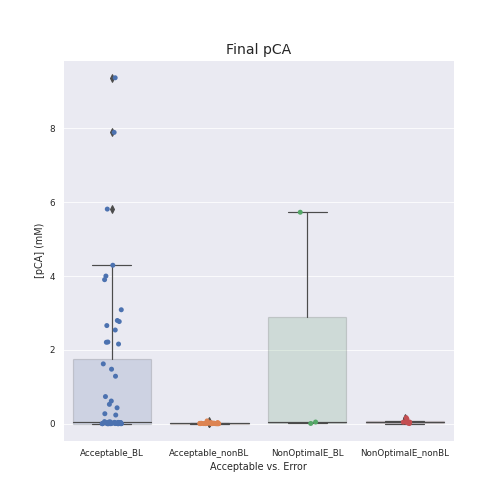 Final pCA
8
6
4
2
0
[pCA] (mM)
Acceptable_BL
Acceptable_nonBL
NonOptimalE_BL
NonOptimalE_nonBL
Acceptable vs. Error